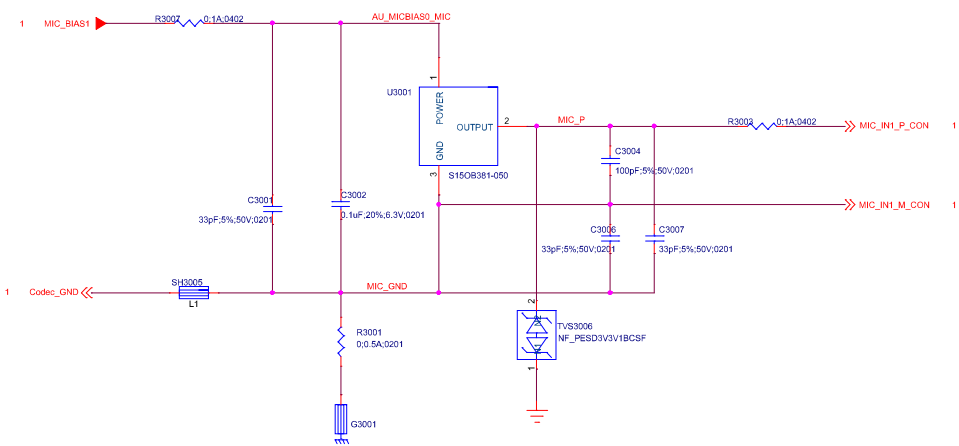 1 MIC_BIAS1 R3007 0;1A;0402 AU_MICBIAS0_MIC
1
U3001
POWER
OUTPUT
2
MIC_P
R3003 0;1A;0402
MIC_IN1_P_CON 1
GND
3
S15OB381-050
C3004
100pF;5%;50V;0201
C3001
33pF;5%;50V;0201
C3002
0.1uF;20%;6.3V;0201
MIC_IN1_M_CON 1
C3006
33pF;5%;50V;0201
C3007
33pF;5%;50V;0201
1 Codec_GND
SH3005
L1
MIC_GND
2
TVS3006
NF_PESD3V3V1BCSF
1
R3001
0;0.5A;0201
G3001